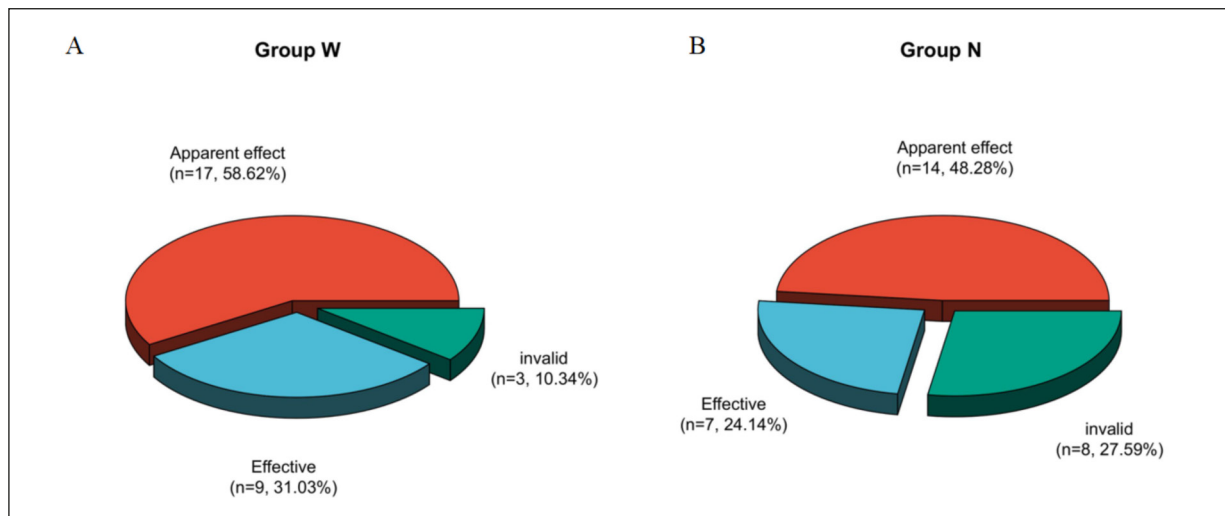 A
Group W
Apparent effect
(n=17, 58.62%)
invalid
(n=3, 10.34%)
Effective
(n=9, 31.03%)
B
Group N
Apparent effect
(n=14, 48.28%)
Effective
(n=7, 24.14%)
invalid
(n=8, 27.59%)